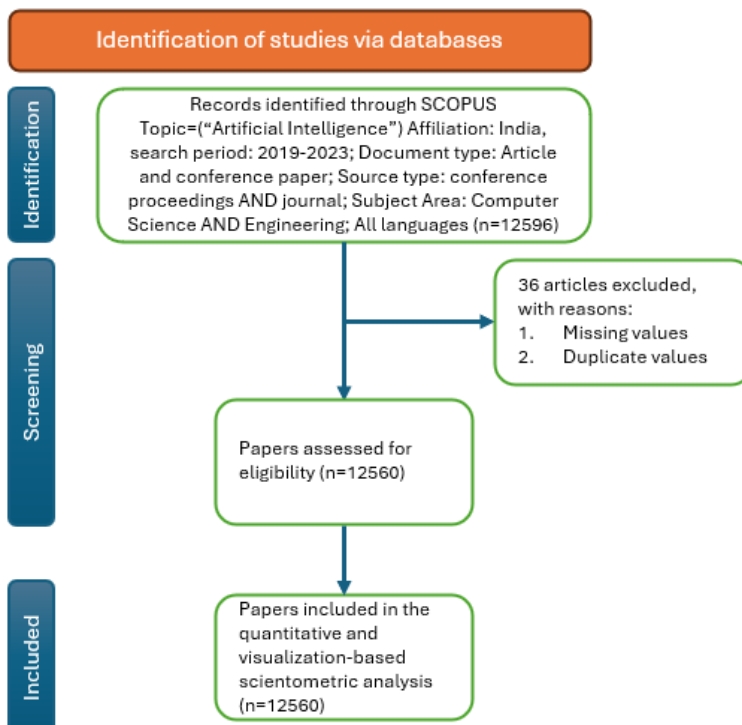 Identification of studies via databases
Identification
Records identified through SCOPUS
Topic=(“Artificial Intelligence”) Affiliation: India,
search period: 2019-2023; Document type: Article
and conference paper; Source type: conference
proceedings AND journal; Subject Area: Computer
Science AND Engineering; All languages (n=12596)
Screening
36 articles excluded,
with reasons:
1. Missing values
2. Duplicate values
Papers assessed for
eligibility (n=12560)
Included
Papers included in the
quantitative and
visualization-based
scientometric analysis
(n=12560)